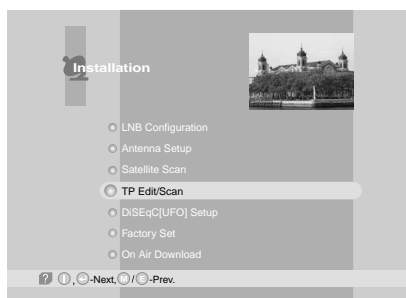 Installation
LNB Configuration
Antenna Setup
Satellite Scan
TP Edit/Scan
DiSEqC[UFO] Setup
Factory Set
On Air Download
? i,-Next, M/E-Prev.